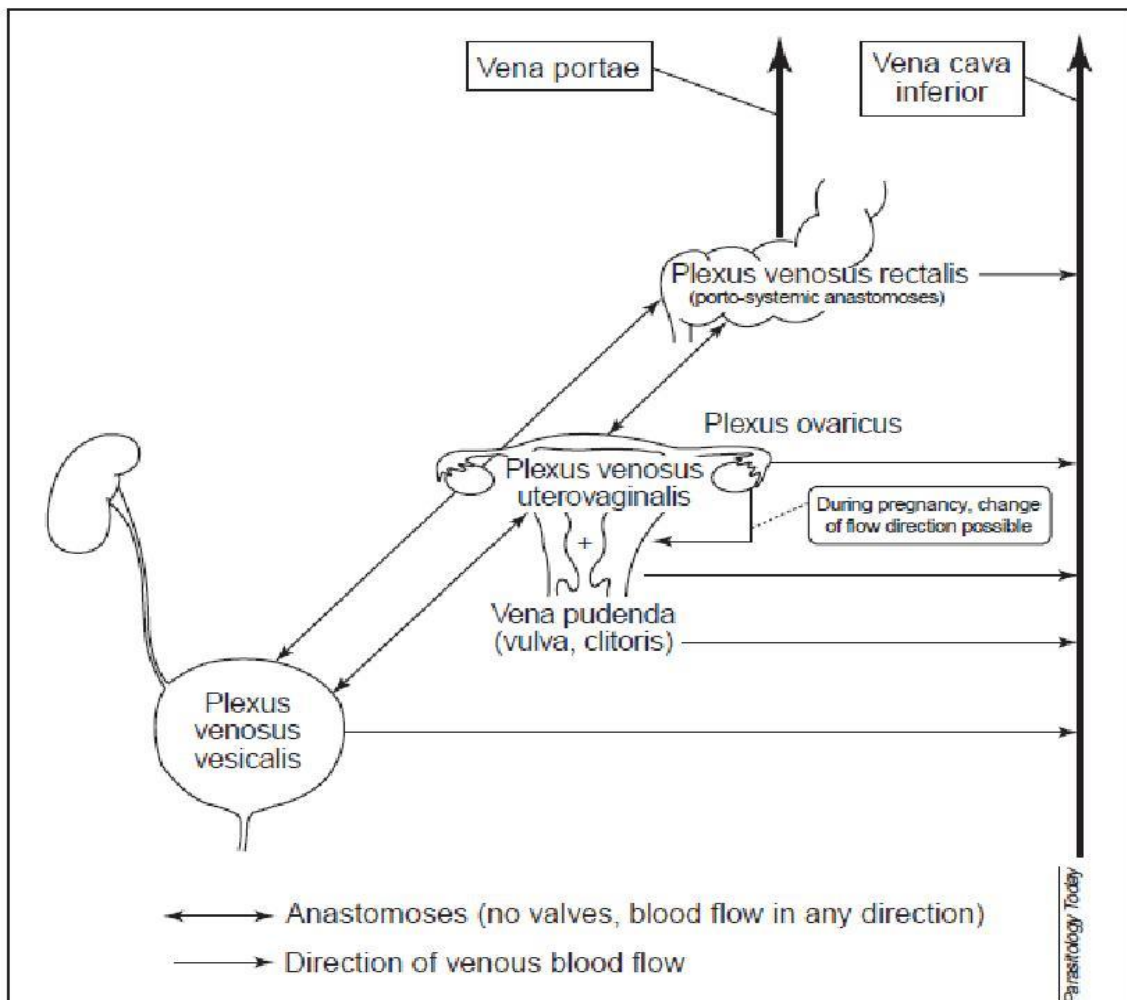 Vena portae
Vena cava
inferior
Plexus venosus rectalis
(porto-systemic anastomoses)
Plexus ovaricus
Plexus venosus
uterovaginalis
During pregnancy, change
of flow direction possible
+
Vena pudenda
(vulva, clitoris)
Plexus
venosus
vesicalis
Anastomoses (no valves, blood flow in any direction)
Direction of venous blood flow
Parasitology Today